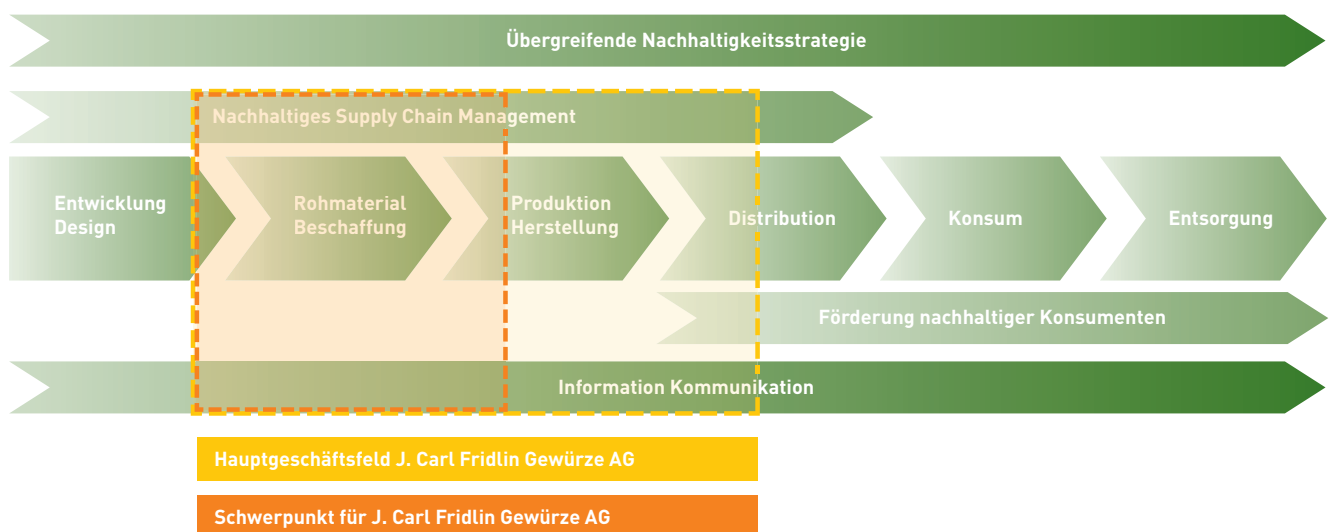 Übergreifende Nachhaltigkeitsstrategie
Nachhaltiges Supply Chain Management
Entwicklung
Design
Rohmaterial
Beschaffung
Produktion
Herstellung
Distribution
Konsum
Entsorgung
Förderung nachhaltiger Konsumenten
Information Kommunikation
Hauptgeschäftsfeld J. Carl Fridlin Gewürze AG
Schwerpunkt für J. Carl Fridlin Gewürze AG